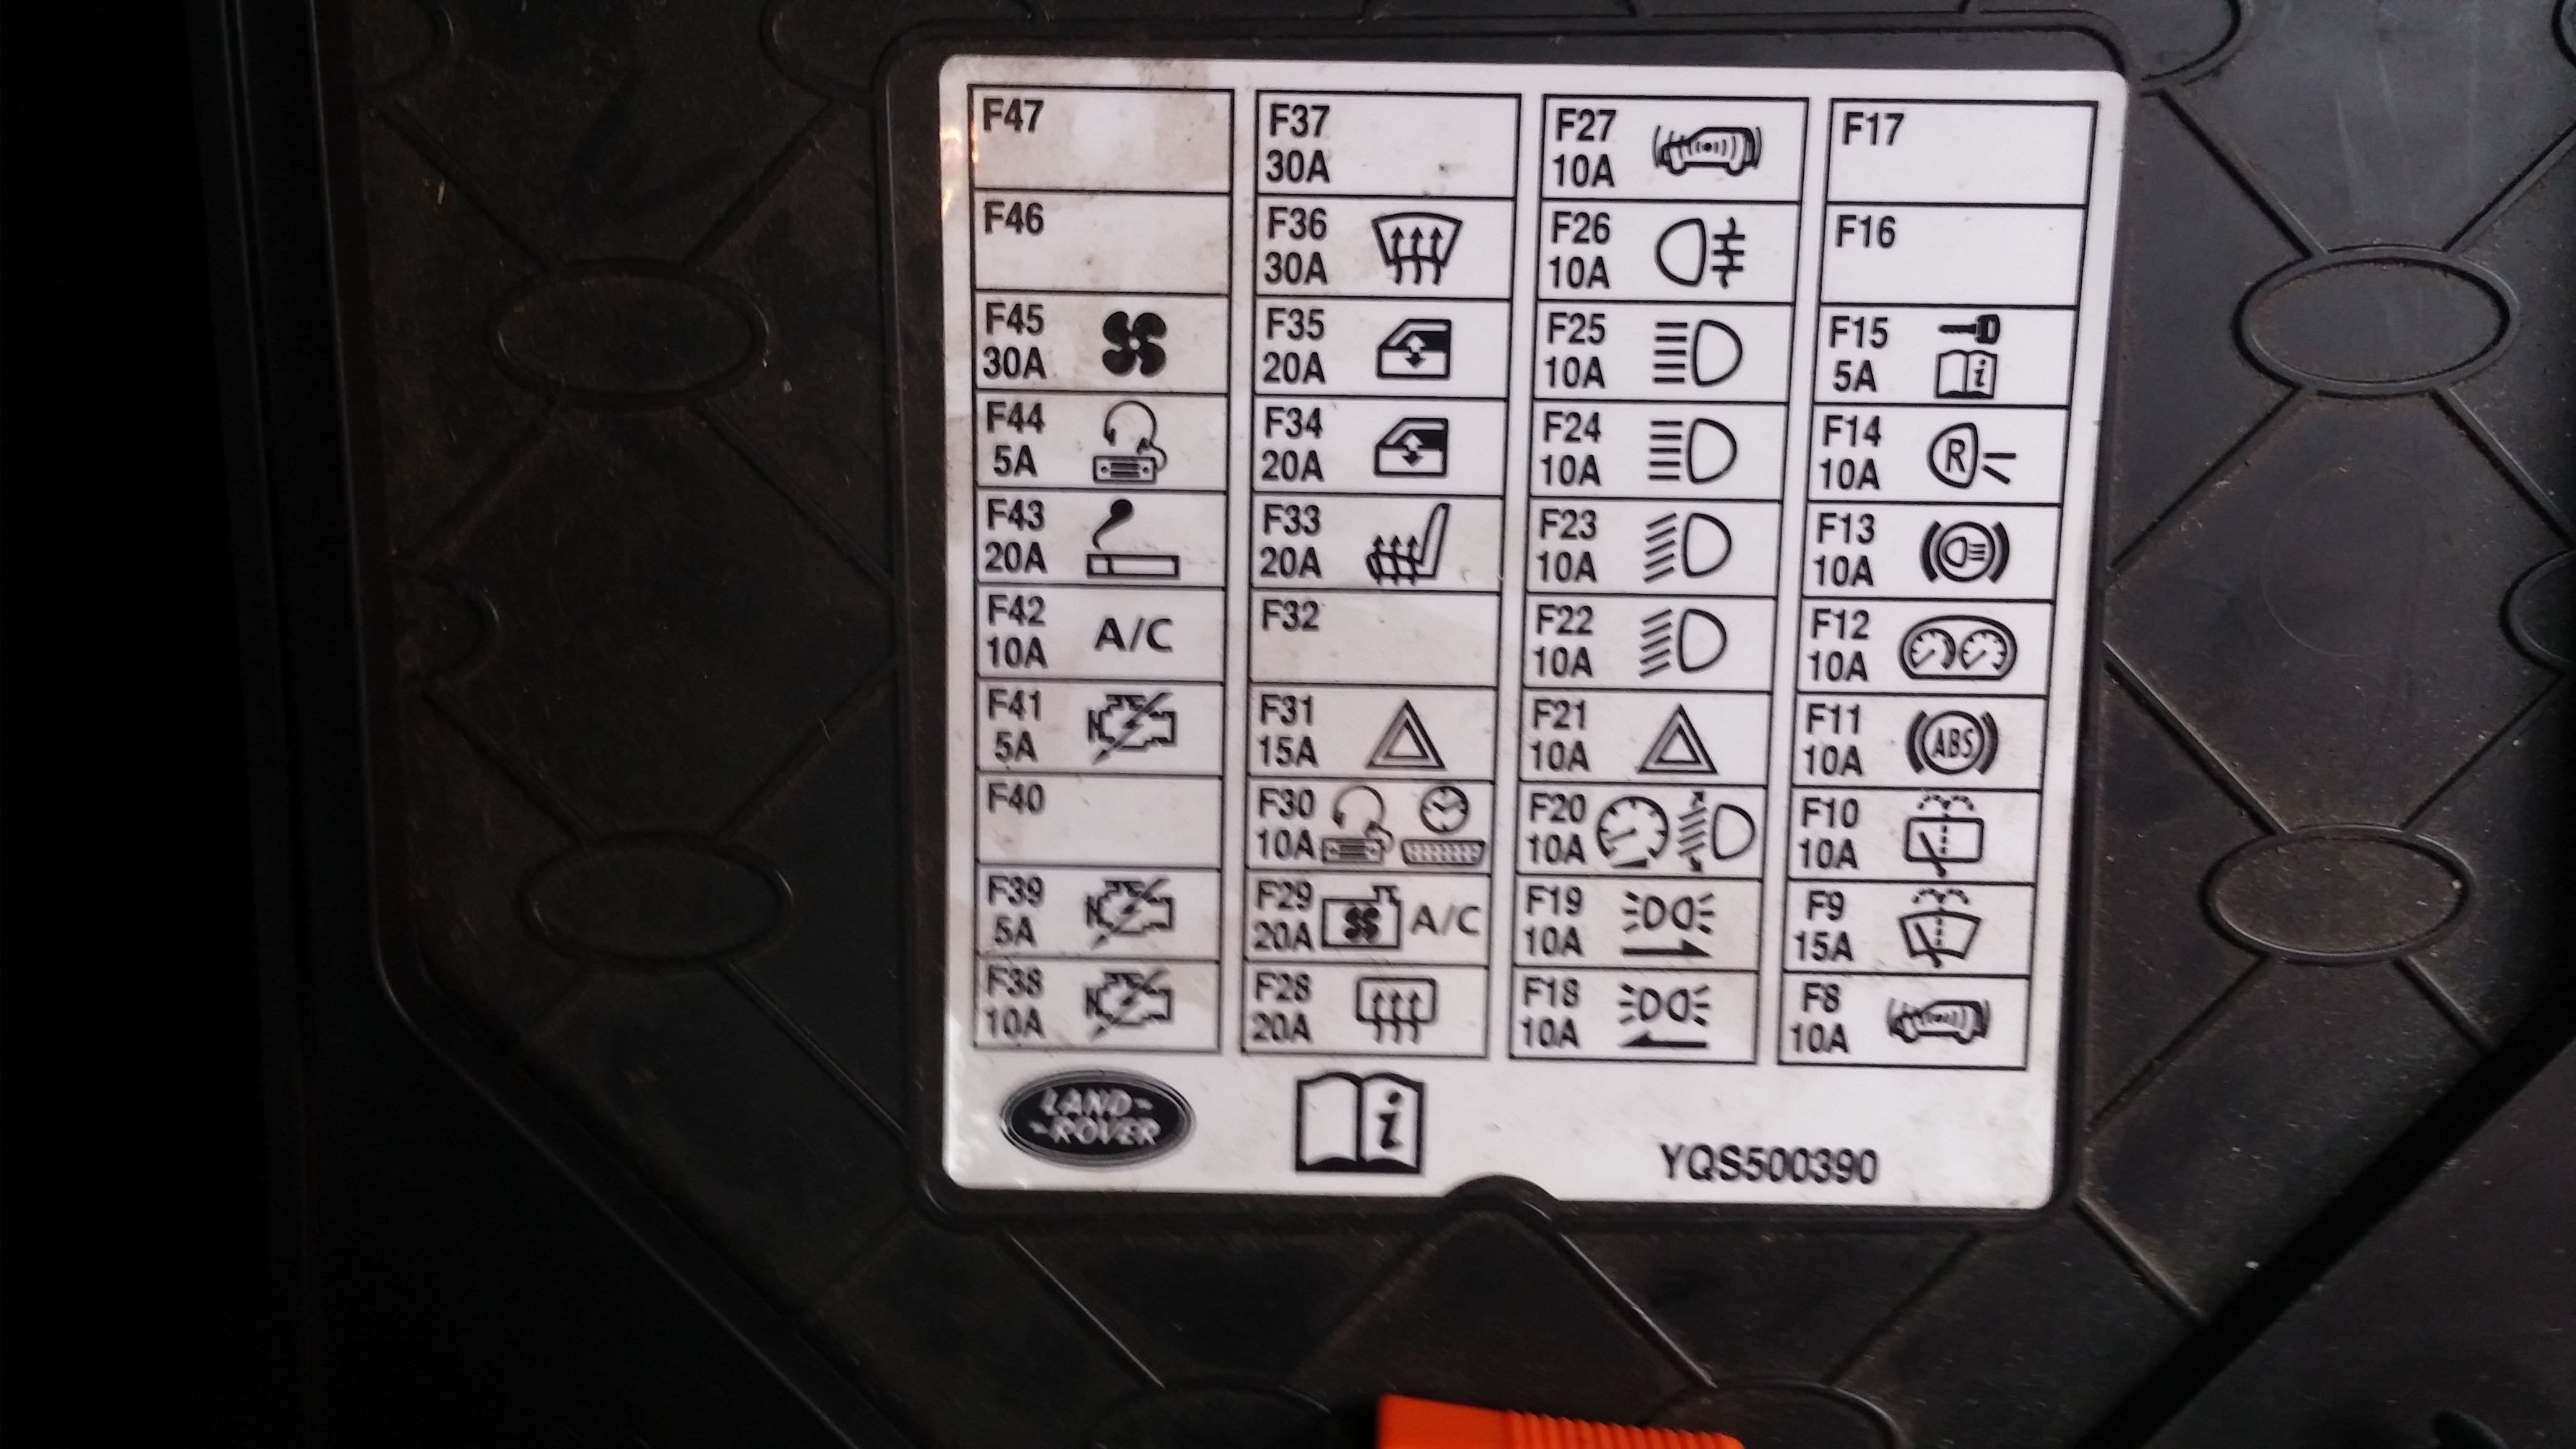 F47
F46
F45
30A
F44
5A
F43
20A
F42
10A
A/C
F41
5A
F40
F39
5A
F38
10A
F37
30A
F36
30A
F35
20A
F34
20A
F33
20A
F32
F31
15A
F30
10A
F29
20A
A/C
F28
20A
F27
10A
F26
10A
F25
10A
F24
10A
F23
10A
F22
10A
F21
10A
F20
10A
F19
10A
F18
10A
F17
F16
F15
5A
i
F14
10A
R
F13
10A
F12
10A
F11
10A
ABS
F10
10A
F9
15A
F8
10A
LAND-
-ROVER
i
YQS500390